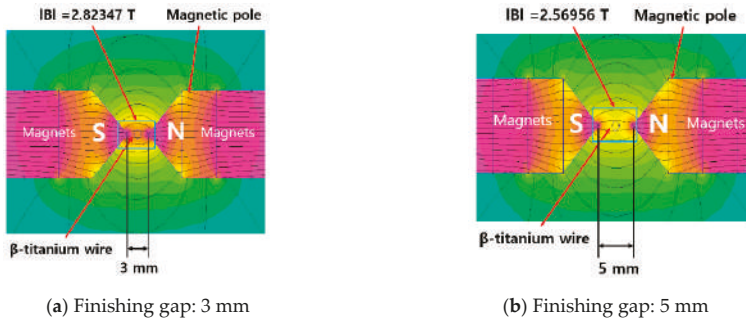 IBI =2.82347 T
Magnetic pole
Magnets
S
N
Magnets
β-titanium wire
3 mm
(a) Finishing gap: 3 mm
IBI =2.56956 T
Magnetic pole
Magnets
S
N
Magnets
β-titanium wire
5 mm
(b) Finishing gap: 5 mm